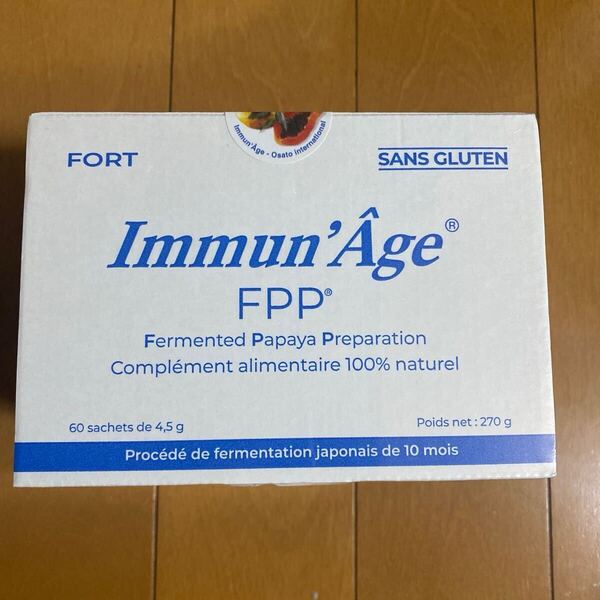 Immun'Âge - Osato International
FORT
SANS GLUTEN
Immun'Âge®
FPP®
Fermented Papaya Preparation
Complément alimentaire 100% naturel
60 sachets de 4,5 g
Poids net : 270 g
Procédé de fermentation japonais de 10 mois